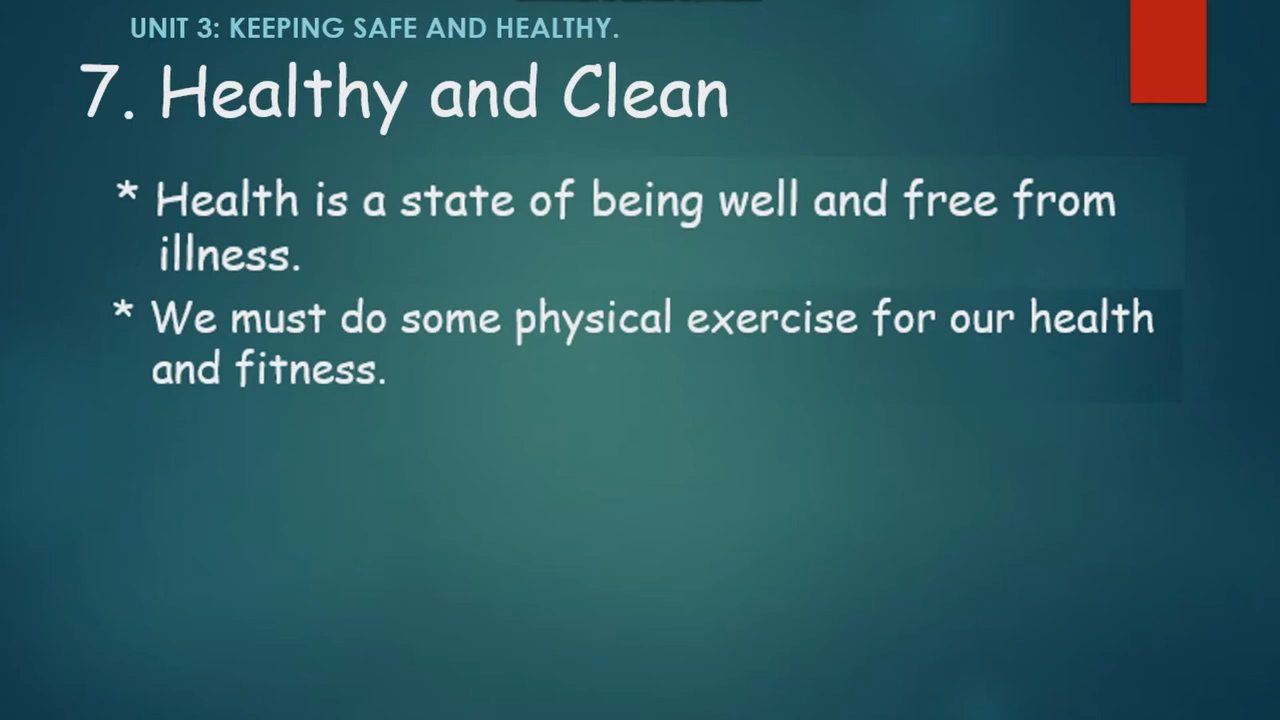 UNIT 3: KEEPING SAFE AND HEALTHY.
7. Healthy and Clean
* Health is a state of being well and free from
illness.
* We must do some physical exercise for our health
and fitness.